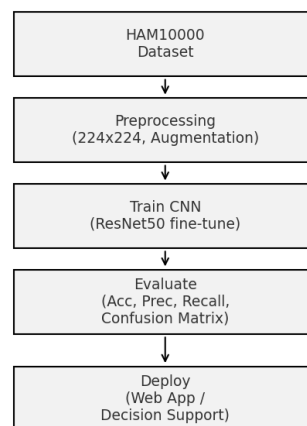 HAM10000
Dataset
Preprocessing
(224x224, Augmentation)
Train CNN
(ResNet50 fine-tune)
Evaluate
(Acc, Prec, Recall,
Confusion Matrix)
Deploy
(Web App /
Decision Support)